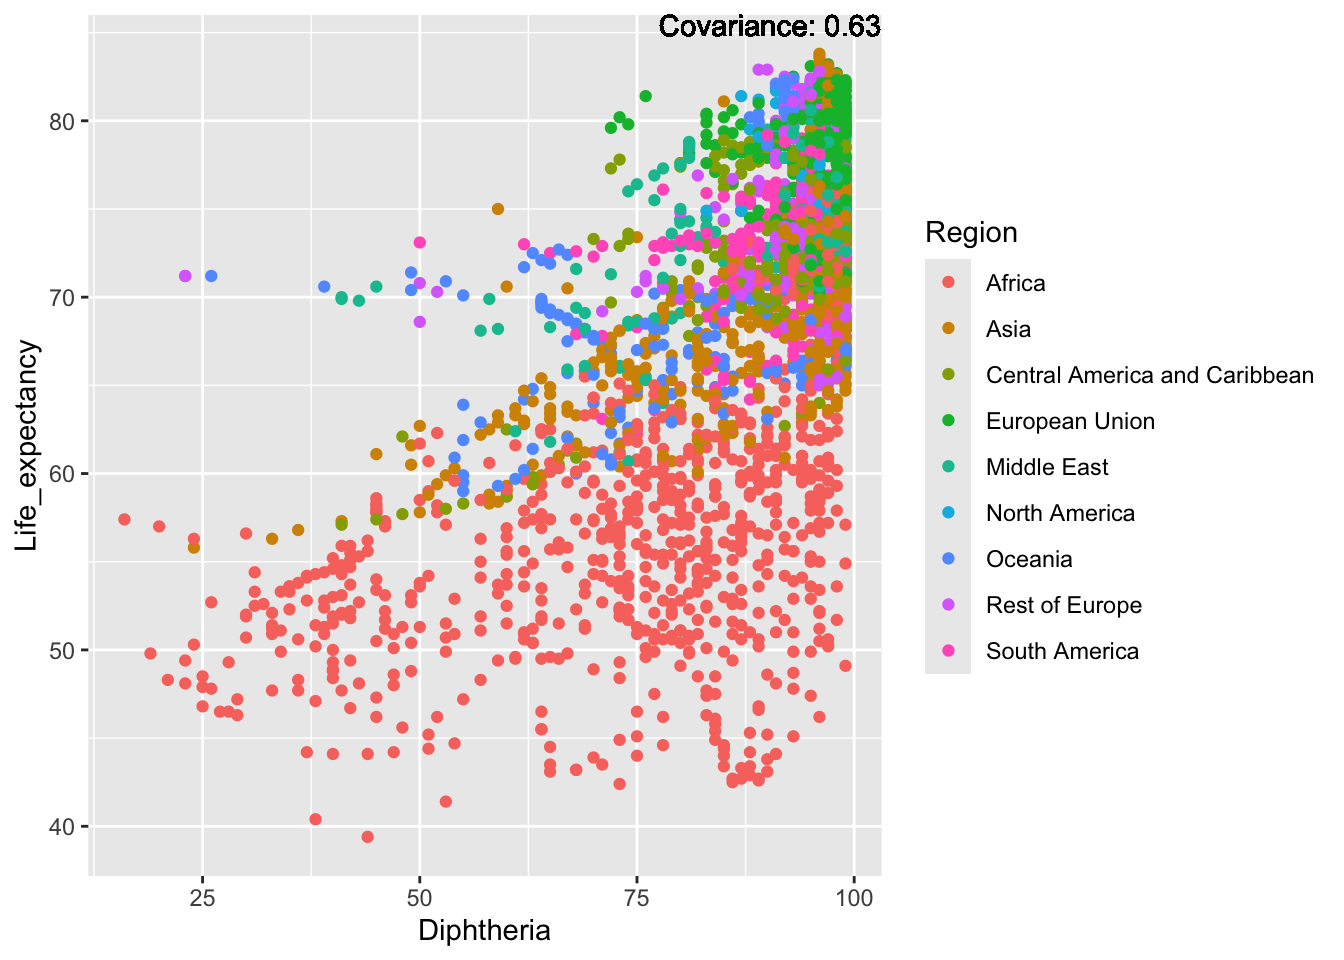 Covariance: 0.63
80
70
60
50
40
Life_expectancy
25 50 75 100
Diphtheria
Region
Africa
Asia
Central America and Caribbean
European Union
Middle East
North America
Oceania
Rest of Europe
South America